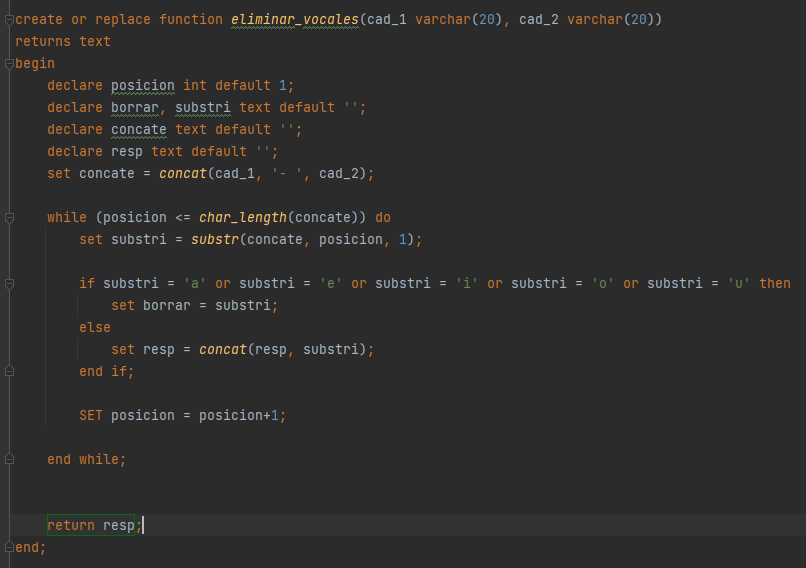 create or replace function eliminar_vocales(cad_1 varchar(20), cad_2 varchar(20))
returns text
begin
    declare posicion int default 1;
    declare borrar, substri text default '';
    declare concate text default '';
    declare resp text default '';
    set concate = concat(cad_1, '- ', cad_2);

    while (posicion <= char_length(concate)) do
        set substri = substr(concate, posicion, 1);

        if substri = 'a' or substri = 'e' or substri = 'i' or substri = 'o' or substri = 'u' then
            set borrar = substri;
        else
            set resp = concat(resp, substri);
        end if;

        SET posicion = posicion+1;

    end while;


    return resp;
end;